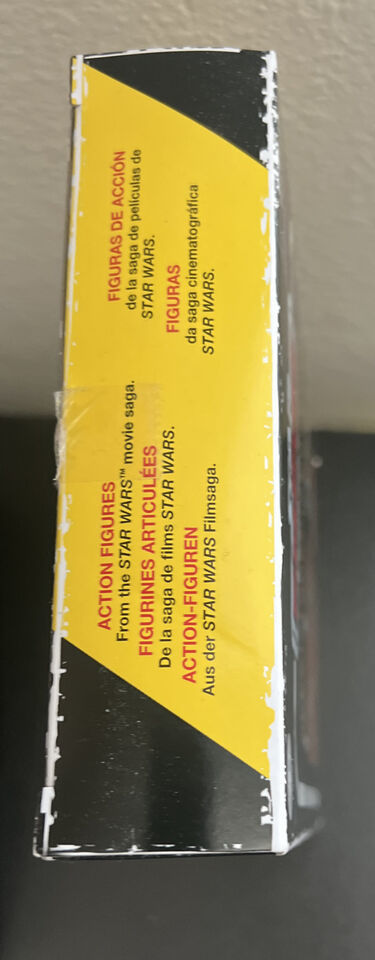 ACTION FIGURES
From the STAR WARS™ movie saga.
FIGURINES ARTICULÉES
De la saga de films STAR WARS.
ACTION-FIGUREN
Aus der STAR WARS Filmsaga.
FIGURAS DE ACCIÓN
de la saga de películas de
STAR WARS.
FIGURAS
da saga cinematográfica
STAR WARS.